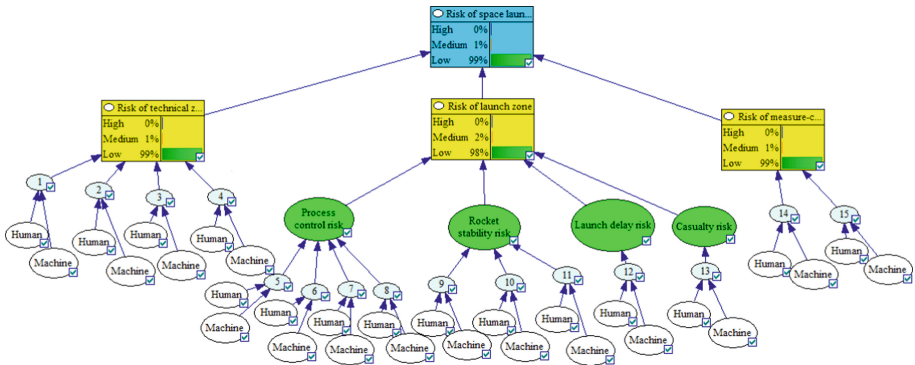 Risk of space laun...
High 0%
Medium 1%
Low 99%
Risk of technical z...
High 0%
Medium 1%
Low 99%
Risk of launch zone
High 0%
Medium 2%
Low 98%
Risk of measure-c...
High 0%
Medium 1%
Low 99%
1
2
3
4
Human
Machine
Human
Machine
Human
Machine
Human
Machine
Process
control risk
Rocket
stability risk
Launch delay risk
Casualty risk
14
15
Human
Machine
Human
Machine
5
6
7
8
9
10
11
12
13
Human
Machine
Human
Machine
Human
Machine
Human
Machine
Human
Machine
Human
Machine
Human
Machine
Human
Machine
Human
Machine